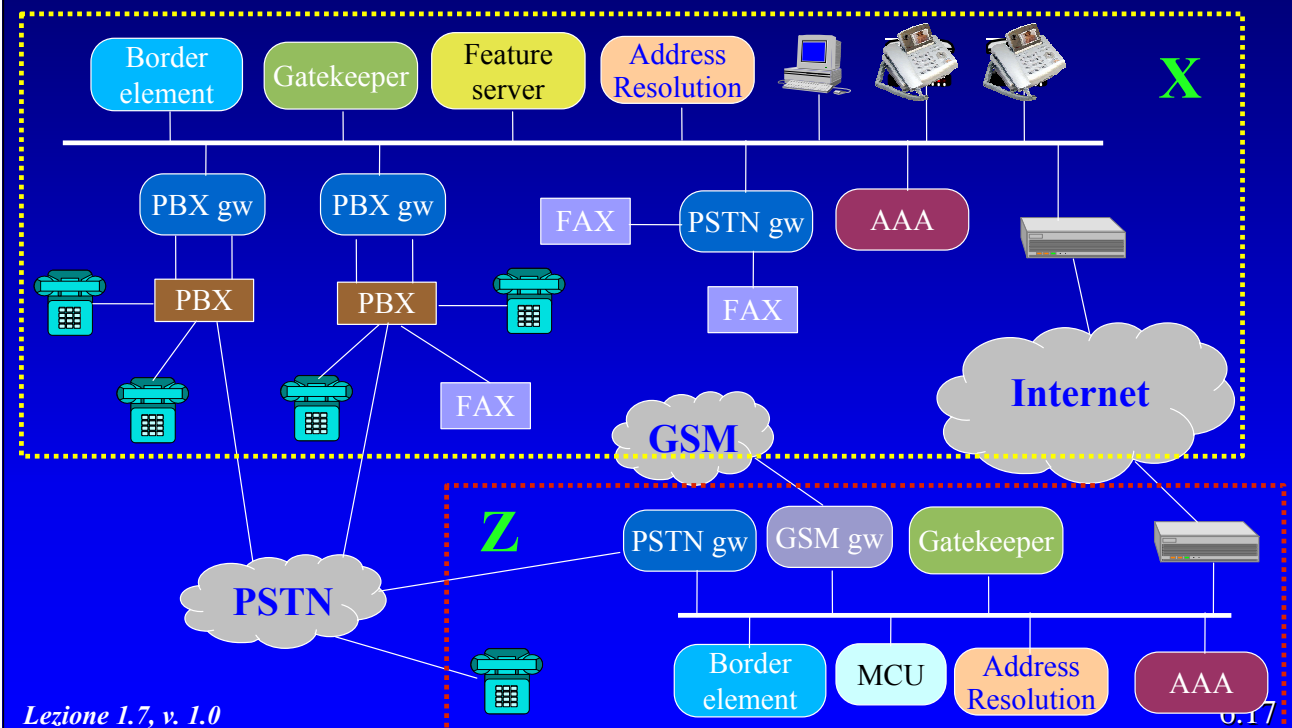 Border
element
Gatekeeper
Feature
server
Address
Resolution
X
PBX gw
PBX gw
FAX
PSTN gw
AAA
PBX
PBX
FAX
FAX
Internet
GSM
Z
PSTN gw
GSM gw
Gatekeeper
PSTN
Border
element
MCU
Address
Resolution
AAA
Lezione 1.7, v. 1.0
6.17